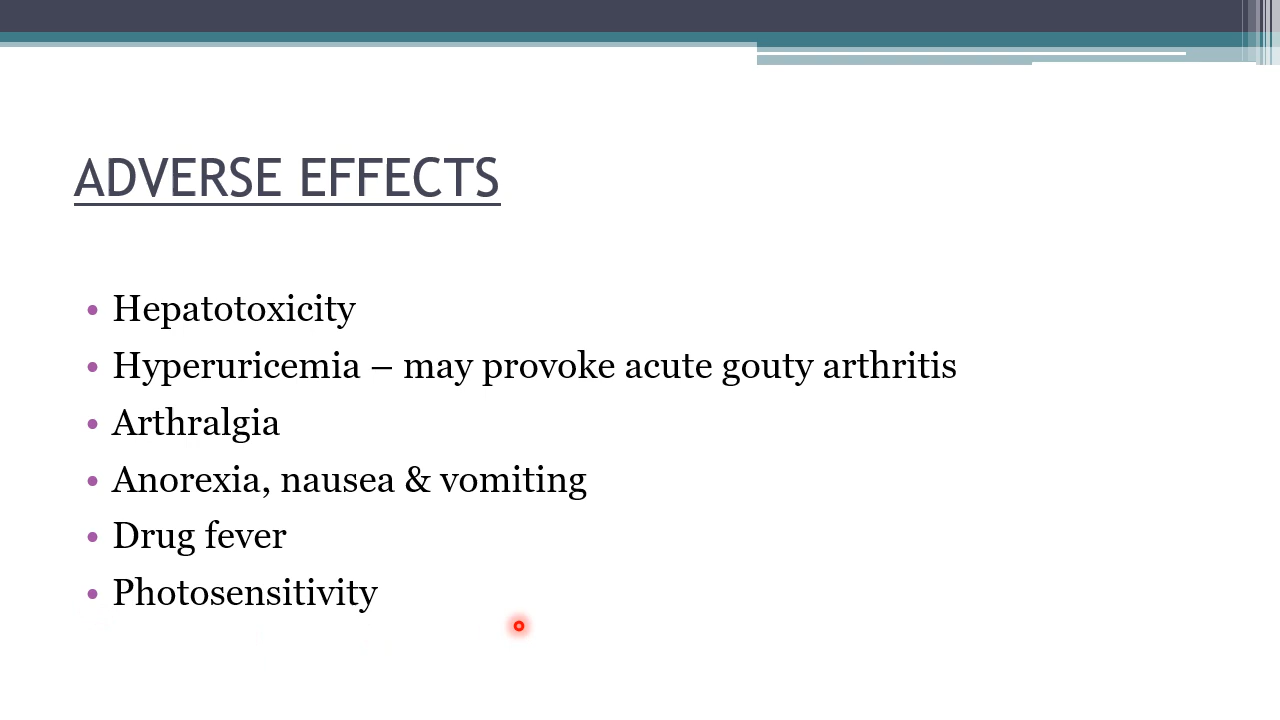 ADVERSE EFFECTS
• Hepatotoxicity
• Hyperuricemia – may provoke acute gouty arthritis
• Arthralgia
• Anorexia, nausea & vomiting
• Drug fever
• Photosensitivity